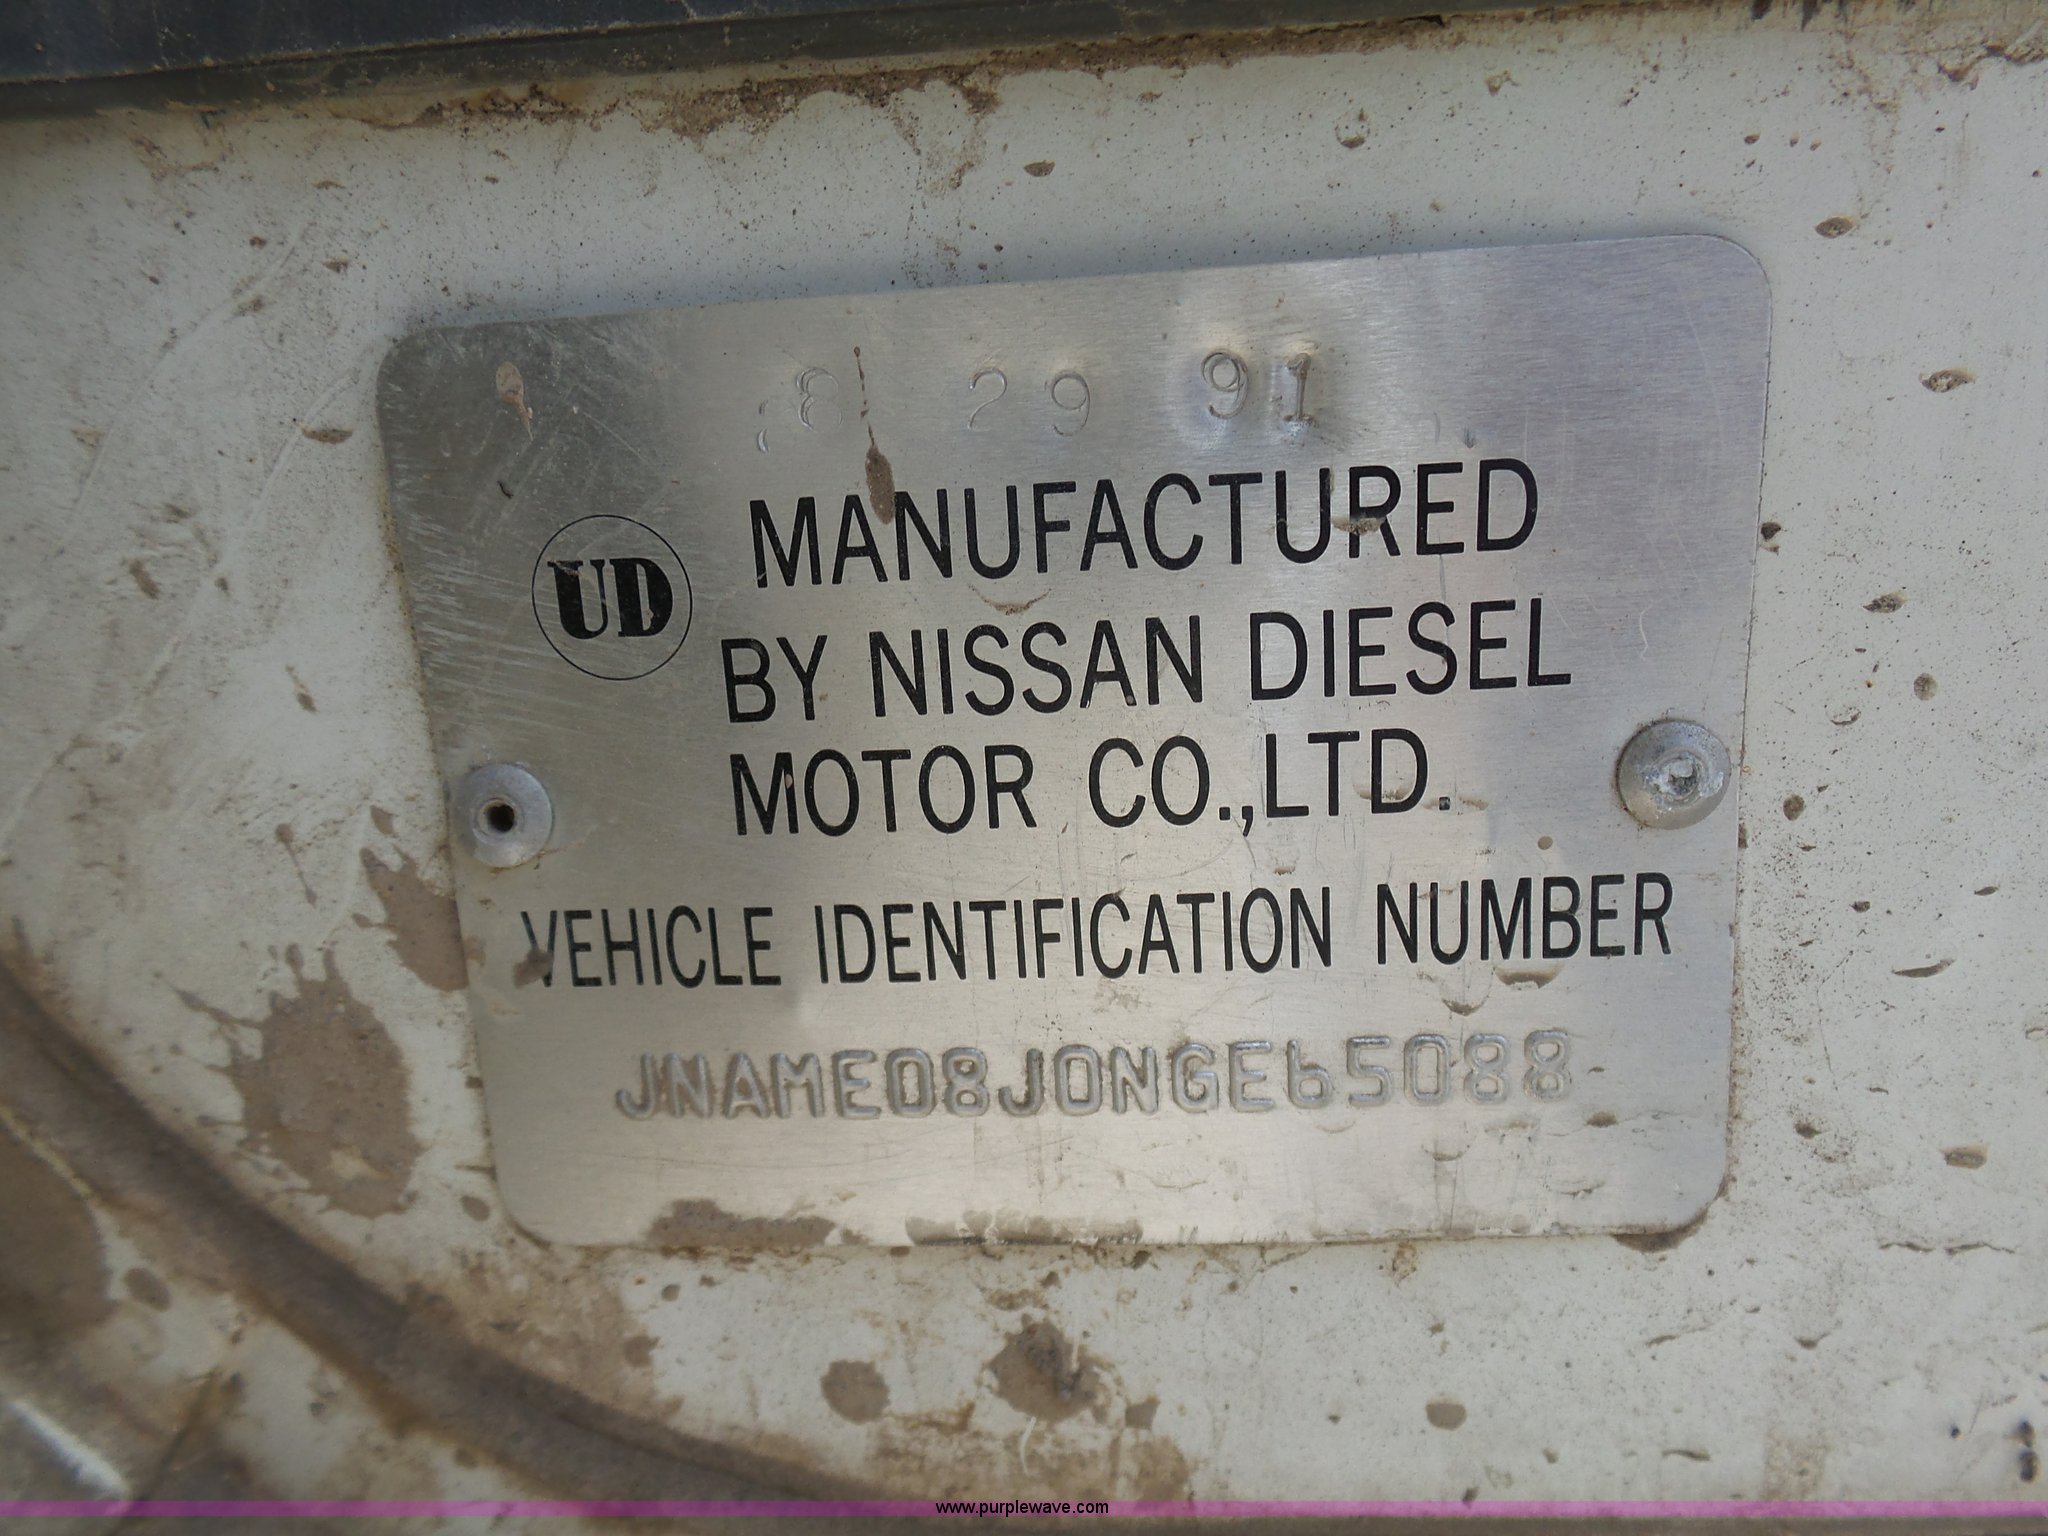 8 29 91
UD
MANUFACTURED
BY NISSAN DIESEL
MOTOR CO.,LTD.
VEHICLE IDENTIFICATION NUMBER
JNAME08J0NGE65088
www.purplewave.com